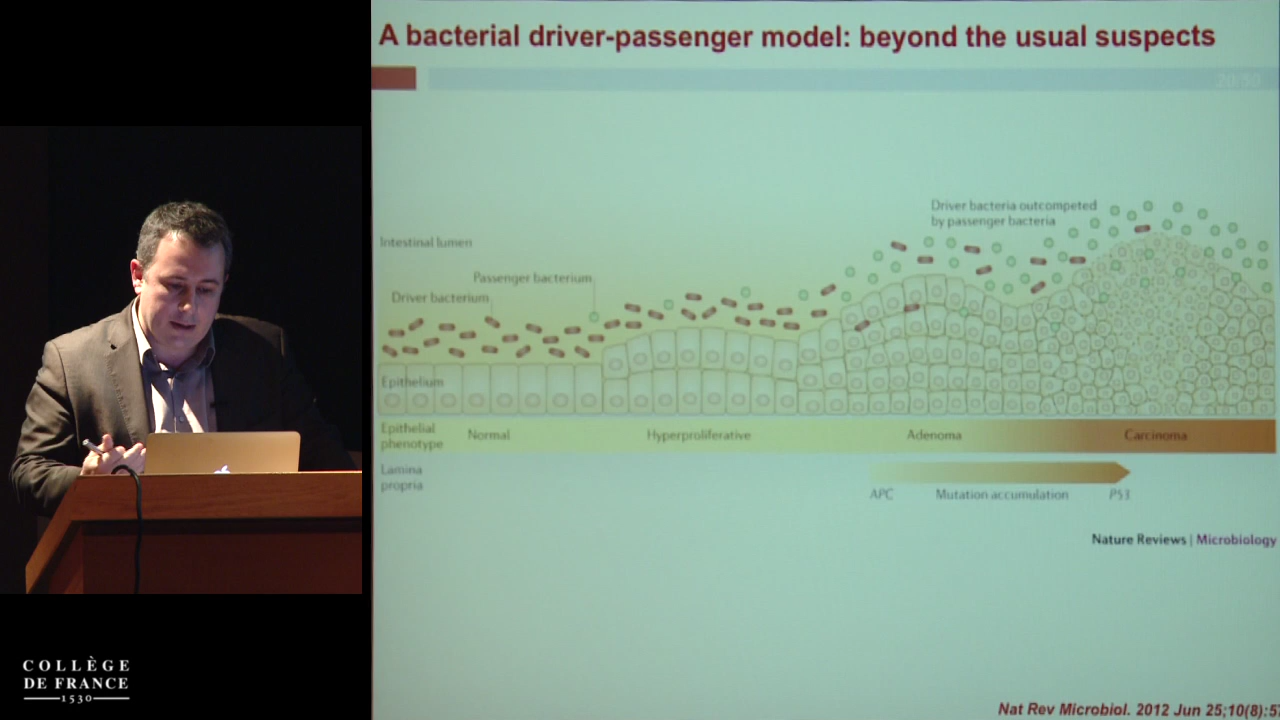 A bacterial driver-passenger model: beyond the usual suspects
Driver bacteria outcompeted
by passenger bacteria
Intestinal lumen
Passenger bacterium
Driver bacterium
Epithelium
Epithelial
phenotype
Normal
Hyperproliferative
Adenoma
Carcinoma
Lamina
propria
APC
Mutation accumulation
P53
Nature Reviews | Microbiology
Nat Rev Microbiol. 2012 Jun 25;10(8):5
COLLÈGE
DE FRANCE
1530